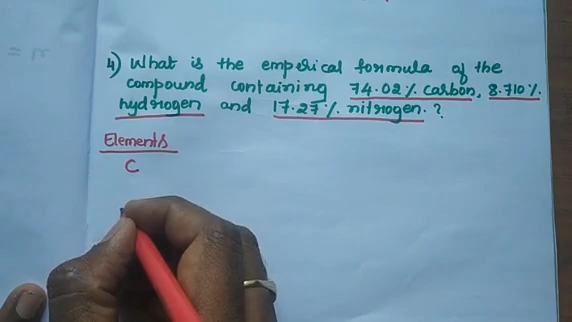 4) What is the emperical formula of the
compound containing 74.02% carbon, 8.710%.
hydrogen and 17.27% nitrogen.?
Elements
C